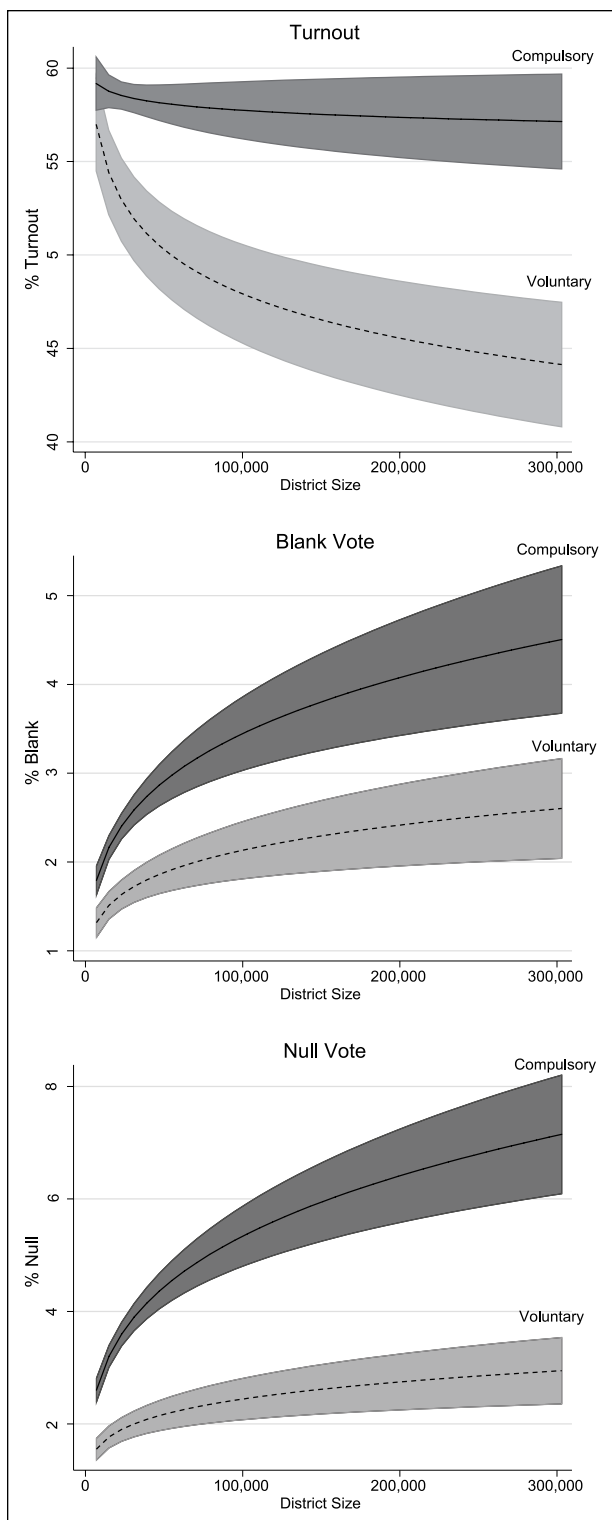 Turnout
Compulsory
60
55
5
45
40
% Turnout
Voluntary
0 100,000 200,000 300,000
District Size
Blank Vote
Compulsory
5
4
3
2
1
% Blank
Voluntary
0 100,000 200,000 300,000
District Size
Null Vote
Compulsory
8
6
4
2
% Null
Voluntary
0 100,000 200,000 300,000
District Size